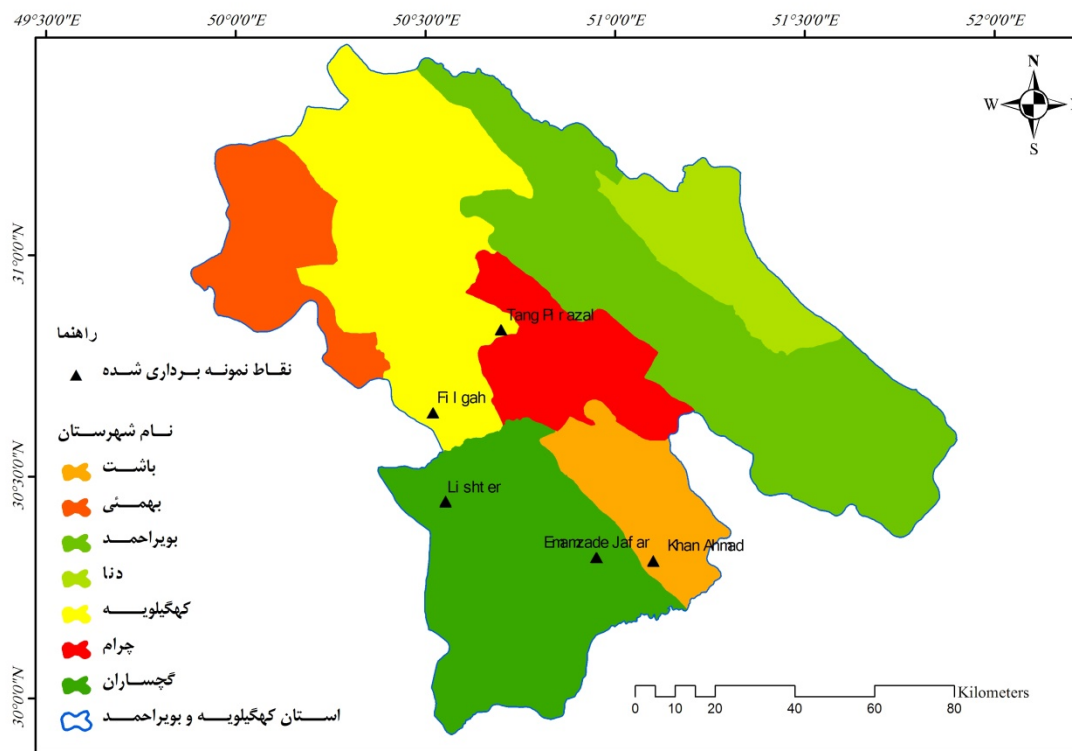 49°30'0"E 50°0'0"E 50°30'0"E 51°0'0"E 51°30'0"E 52°0'0"E
N
W E
S
31°0'0"N
30°30'0"N
30°0'0"N
Tang Pirazal
Filgah
Lishter
Emamzade Jafar
Khan Ahmad
راهنما
نقاط نمونه برداری شده
نام شهرستان
باشت
بهمئی
بویراحمد
دنا
کهگیلویه
چرام
گچساران
استان کهگیلویه و بویراحمد
Kilometers
0 10 20 40 60 80